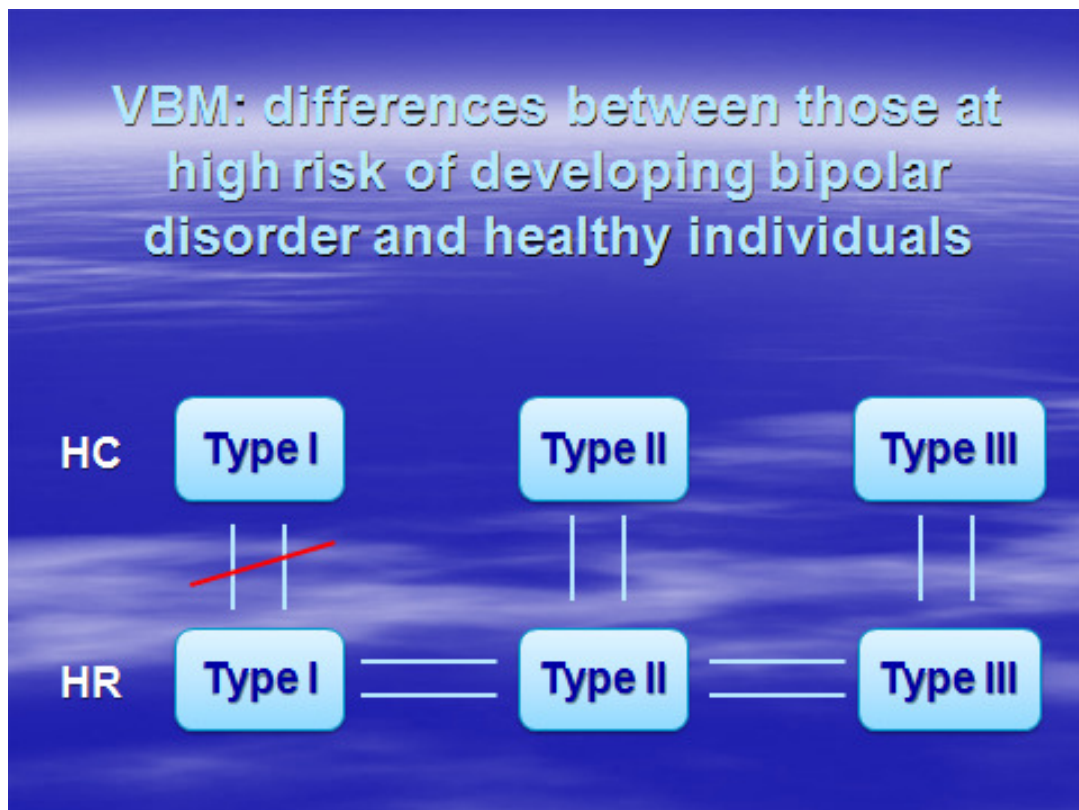 VBM: differences between those at
high risk of developing bipolar
disorder and healthy individuals
HC Type I Type II Type III
HR Type I Type II Type III